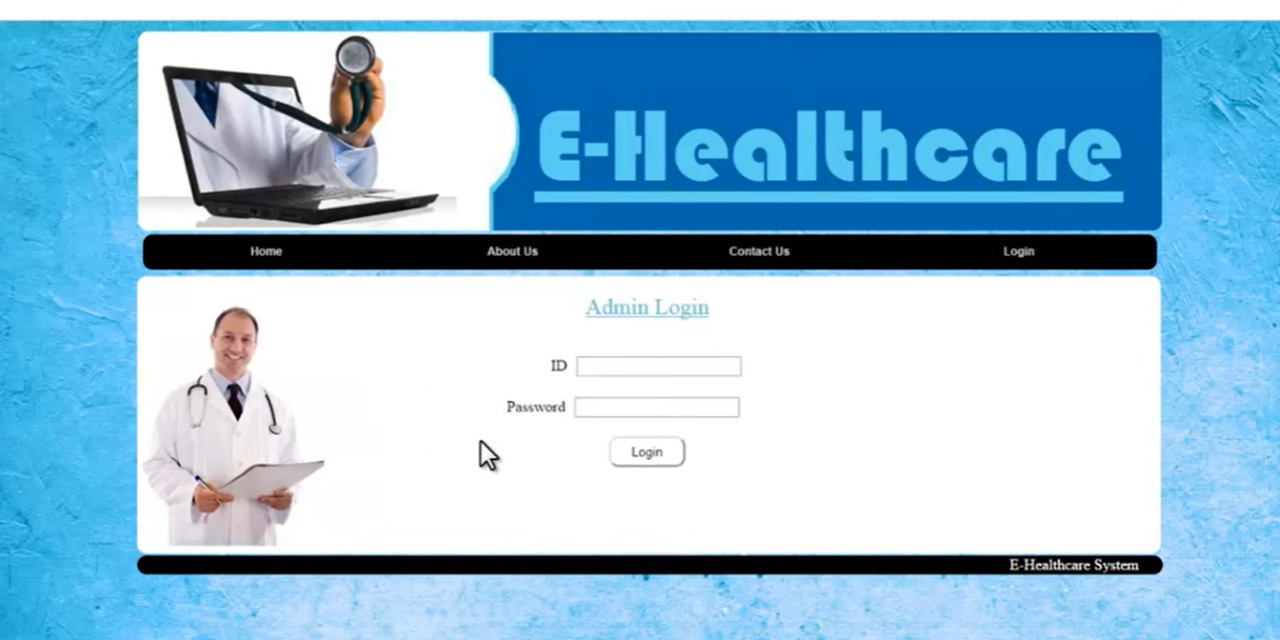 E-Healthcare
Home About Us Contact Us Login
Admin Login
ID
Password
Login
E-Healthcare System